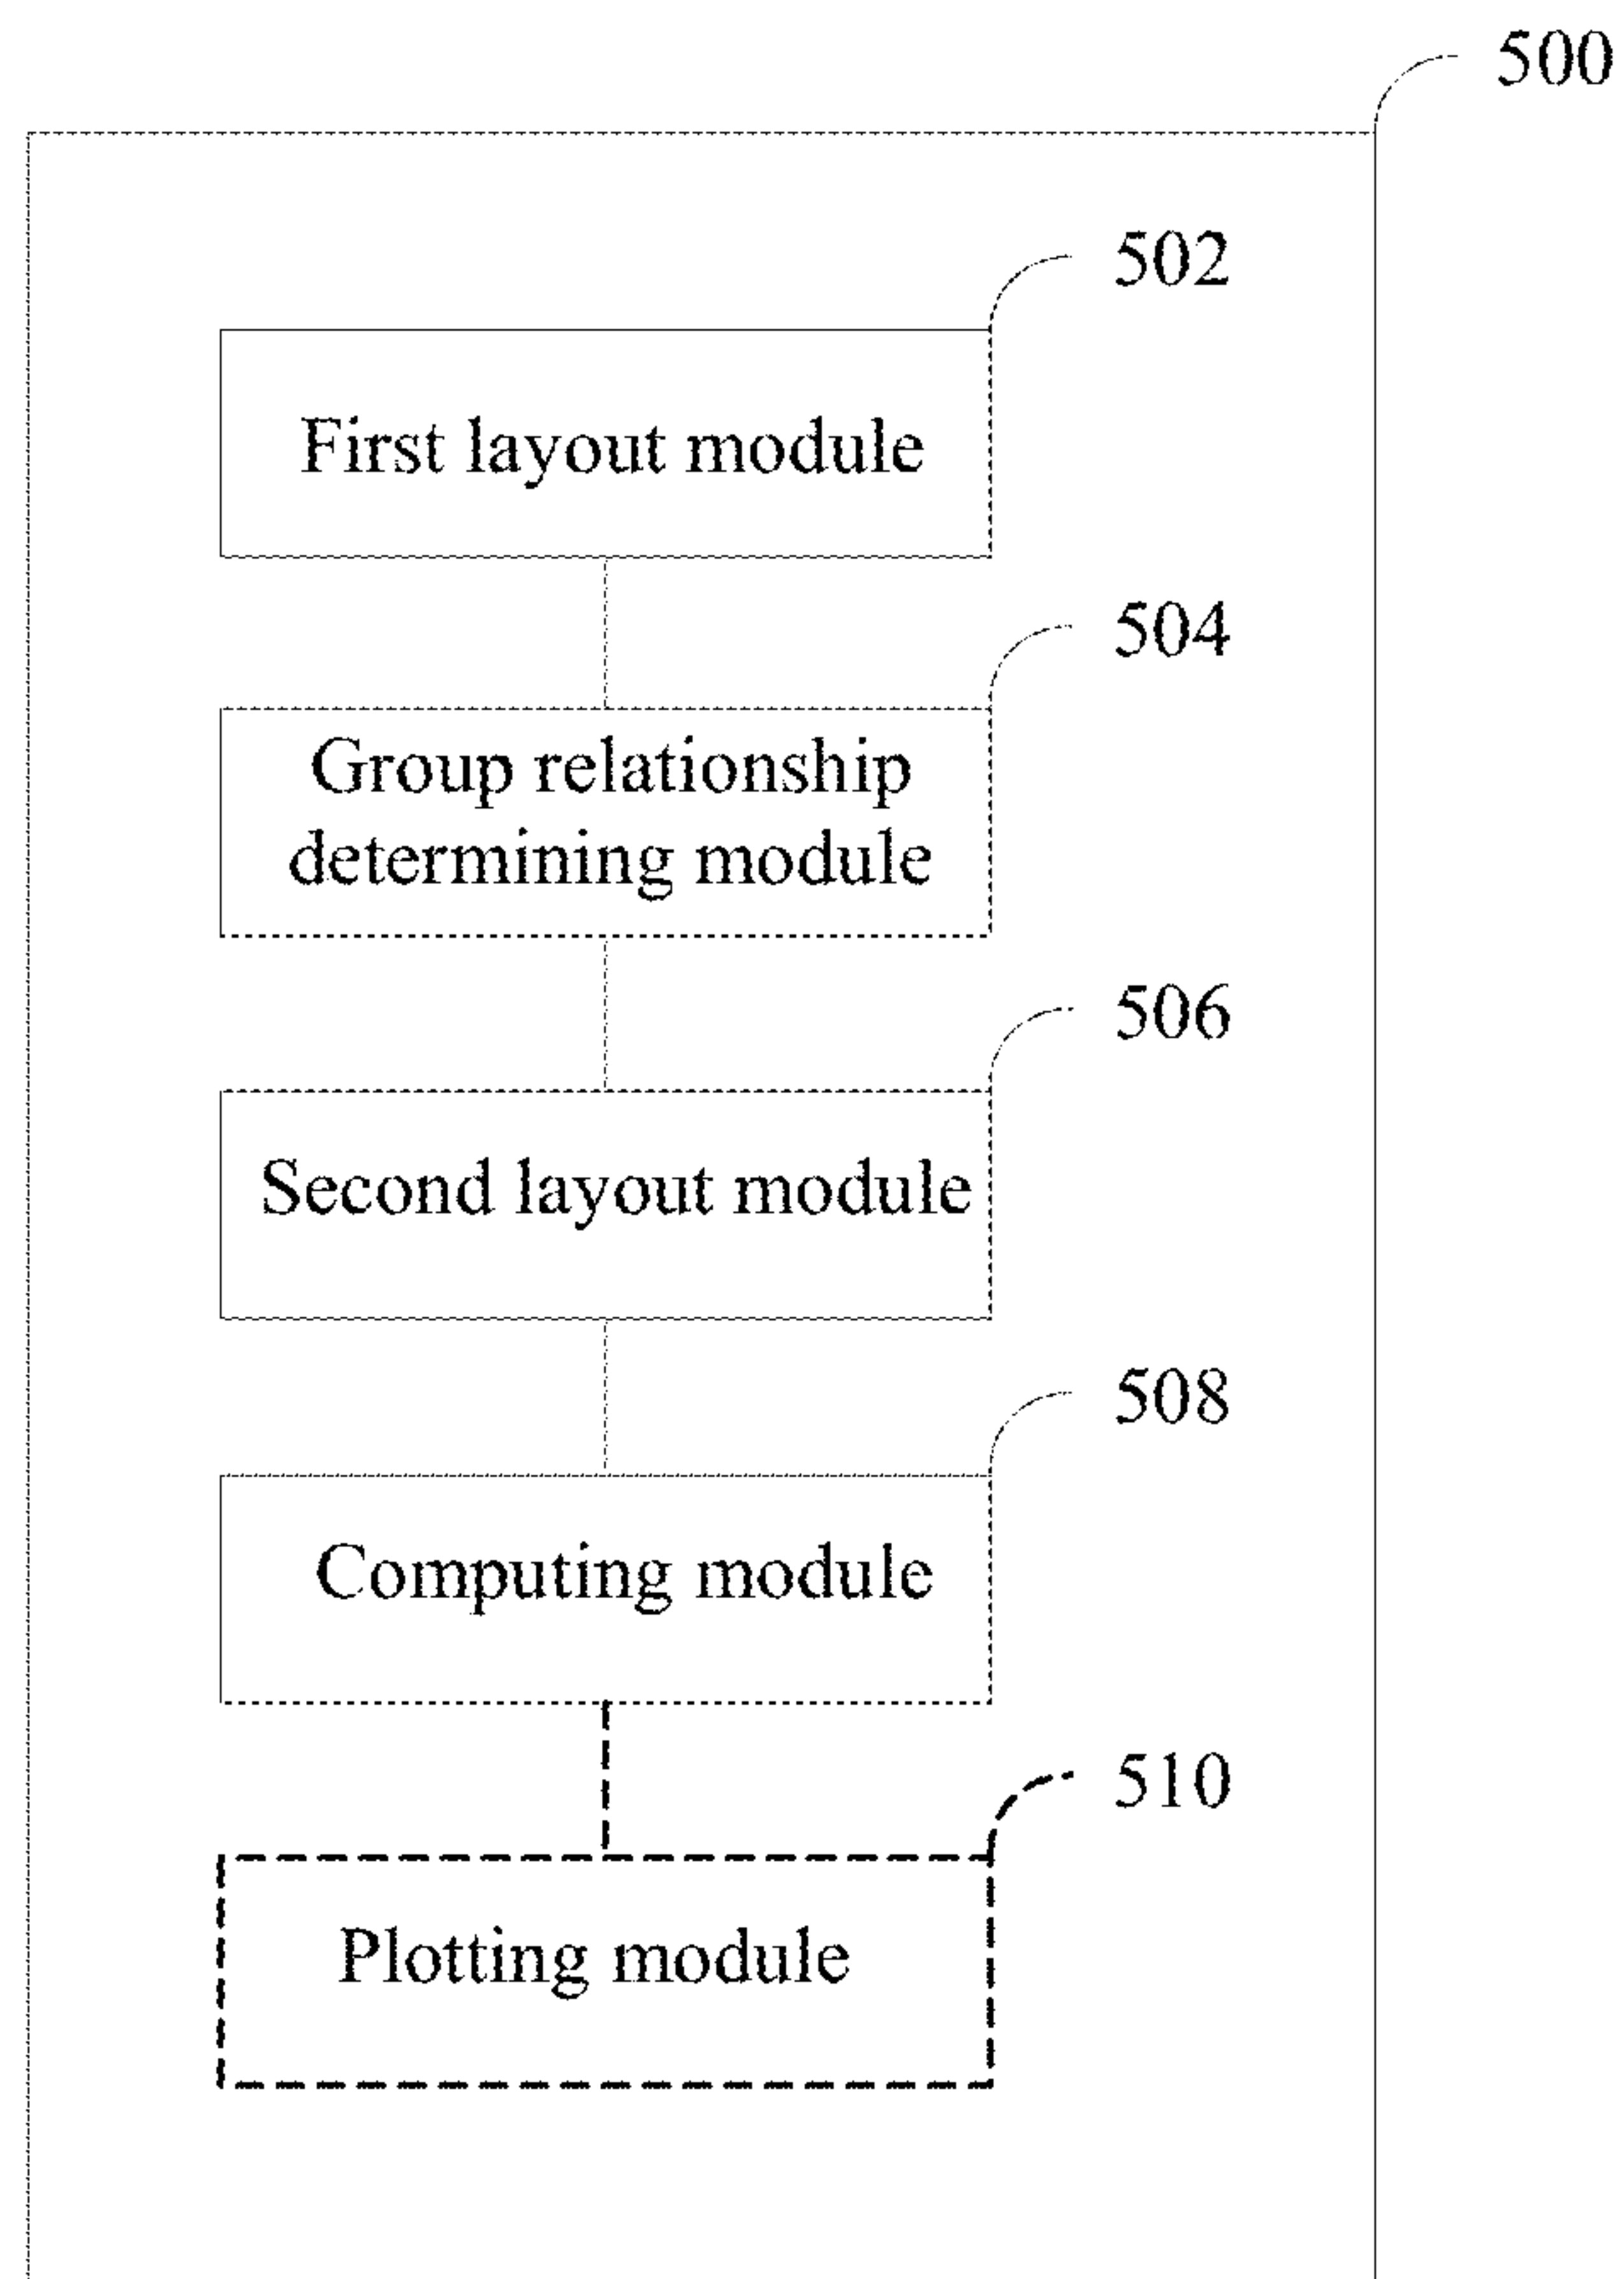 500
502
First layout module
504
Group relationship
determining module
506
Second layout module
508
Computing module
510
Plotting module